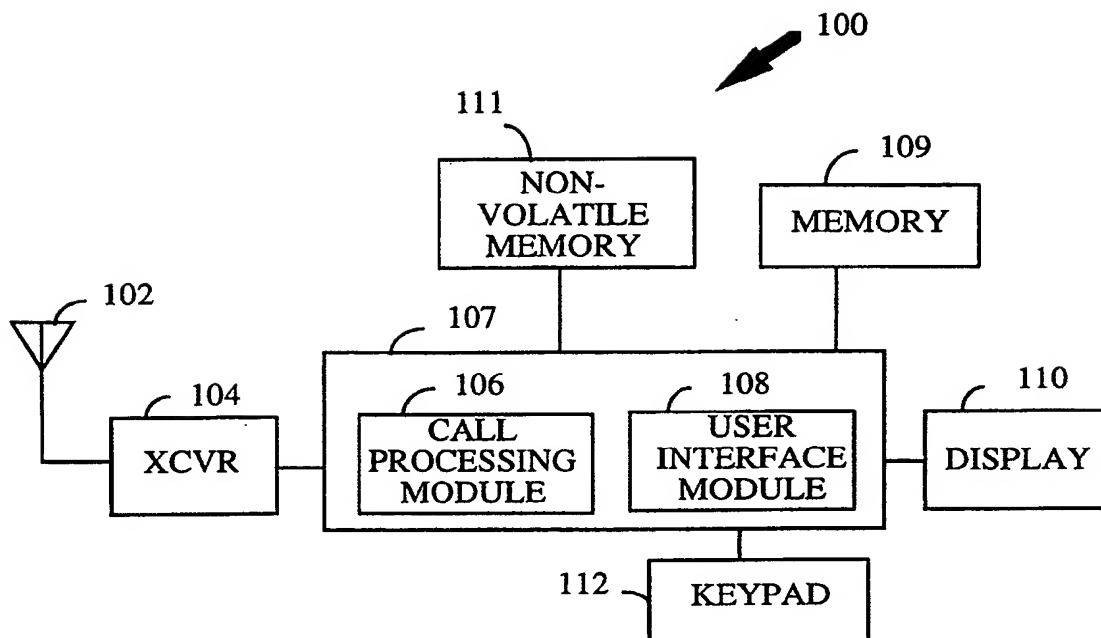 100
111
NON-
VOLATILE
MEMORY
109
MEMORY
102
107
104
XCVR
106
CALL
PROCESSING
MODULE
108
USER
INTERFACE
MODULE
110
DISPLAY
112
KEYPAD